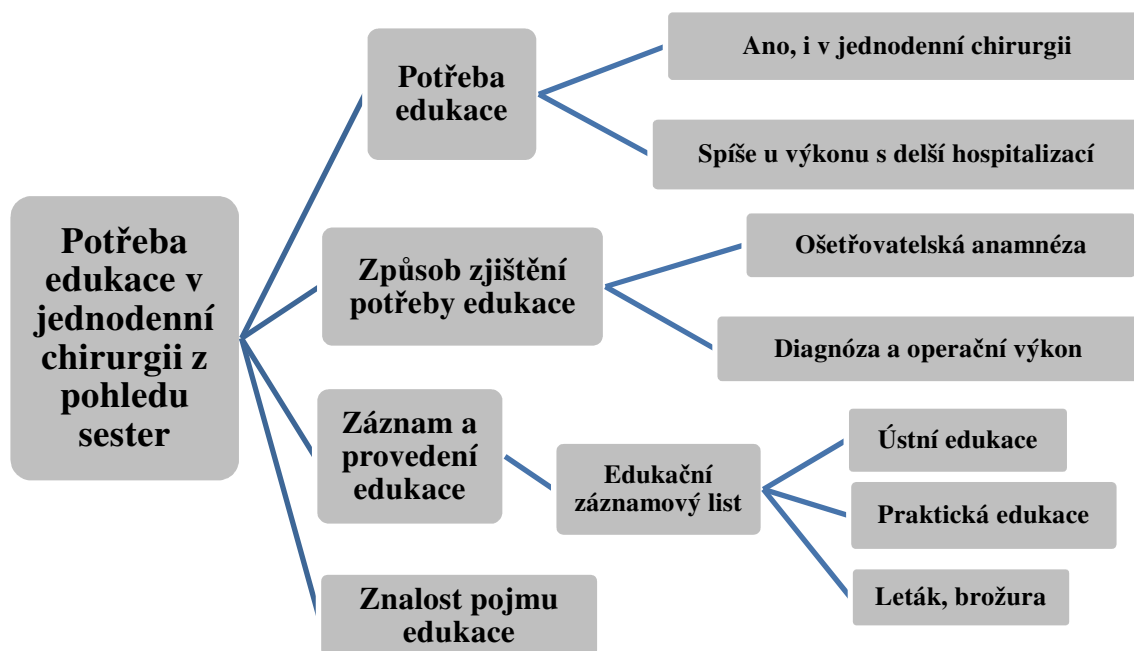 Potřeba
edukace v
jednodenní
chirurgii z
pohledu
sester
Potřeba
edukace
Ano, i v jednodenní chirurgii
Spíše u výkonu s delší hospitalizací
Způsob zjištění
potřeby edukace
Ošetřovatelská anamnéza
Diagnóza a operační výkon
Záznam a
provedení
edukace
Edukační
záznamový list
Ústní edukace
Praktická edukace
Leták, brožura
Znalost pojmu
edukace